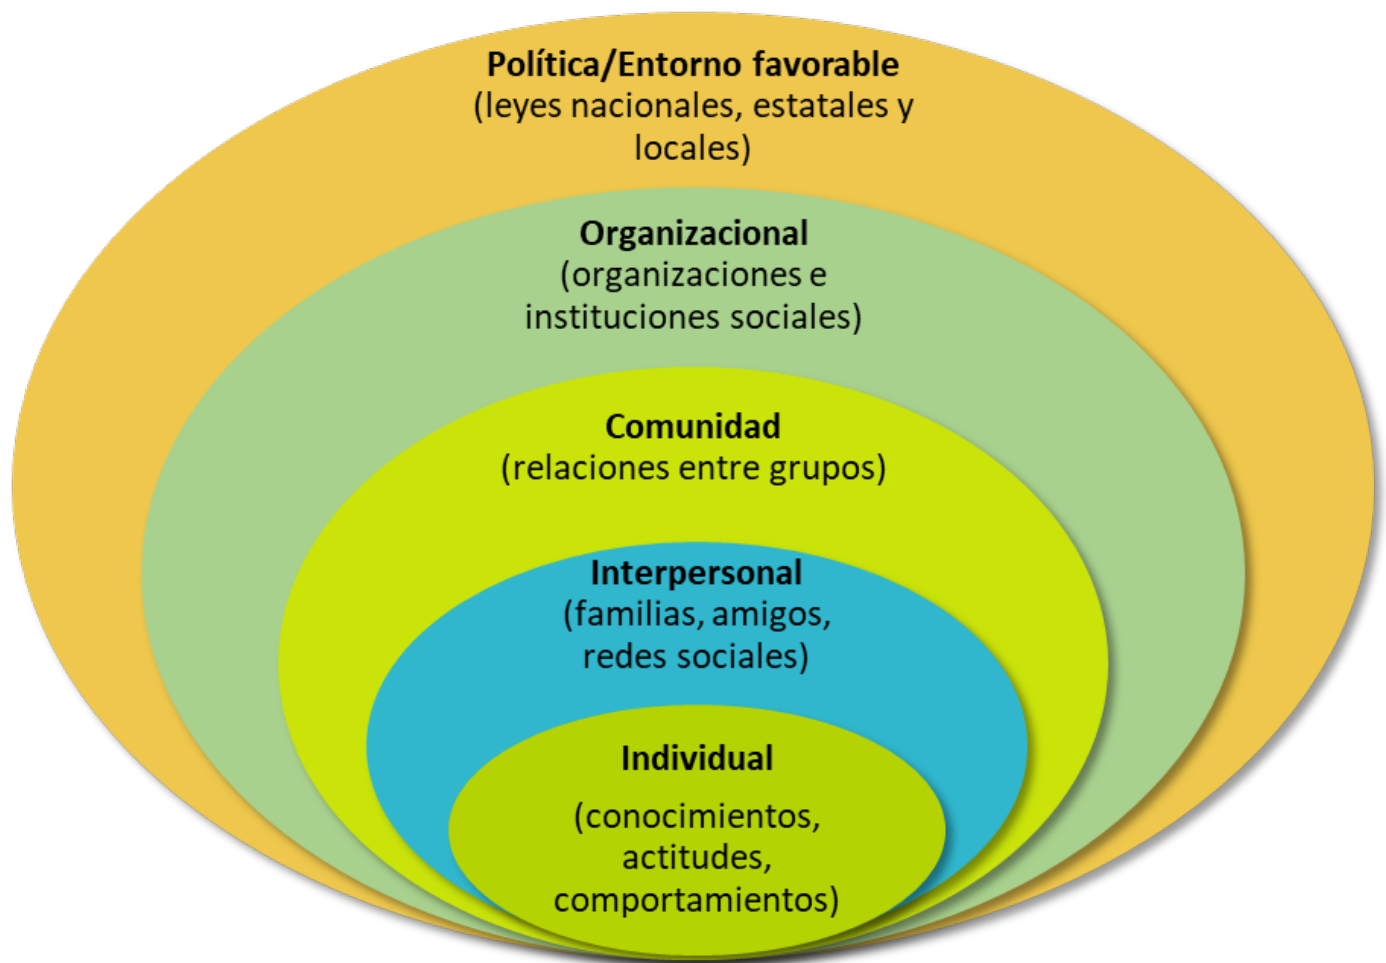 Política/Entorno favorable
(leyes nacionales, estatales y
locales)
Organizacional
(organizaciones e
instituciones sociales)
Comunidad
(relaciones entre grupos)
Interpersonal
(familias, amigos,
redes sociales)
Individual
(conocimientos,
actitudes,
comportamientos)